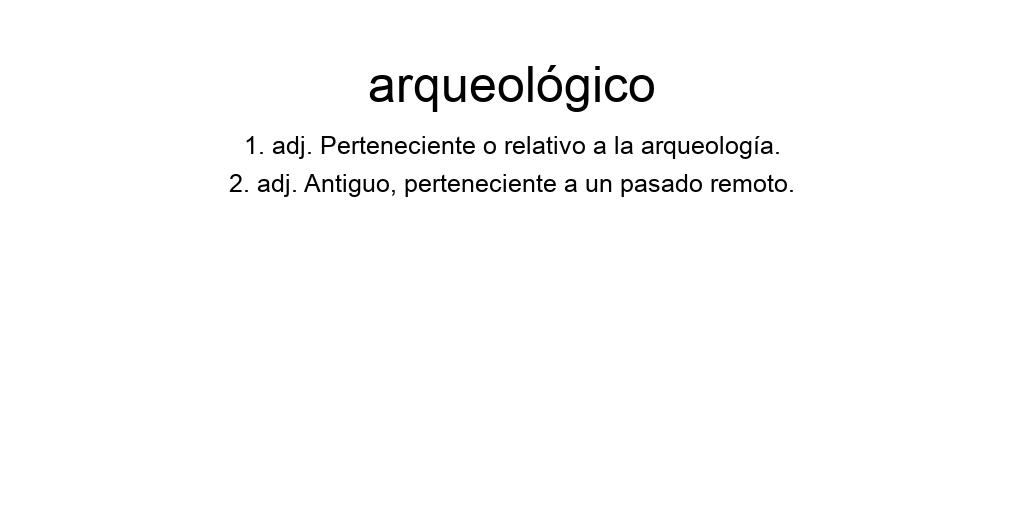 arqueológico
1. adj. Perteneciente o relativo a la arqueología.
2. adj. Antiguo, perteneciente a un pasado remoto.